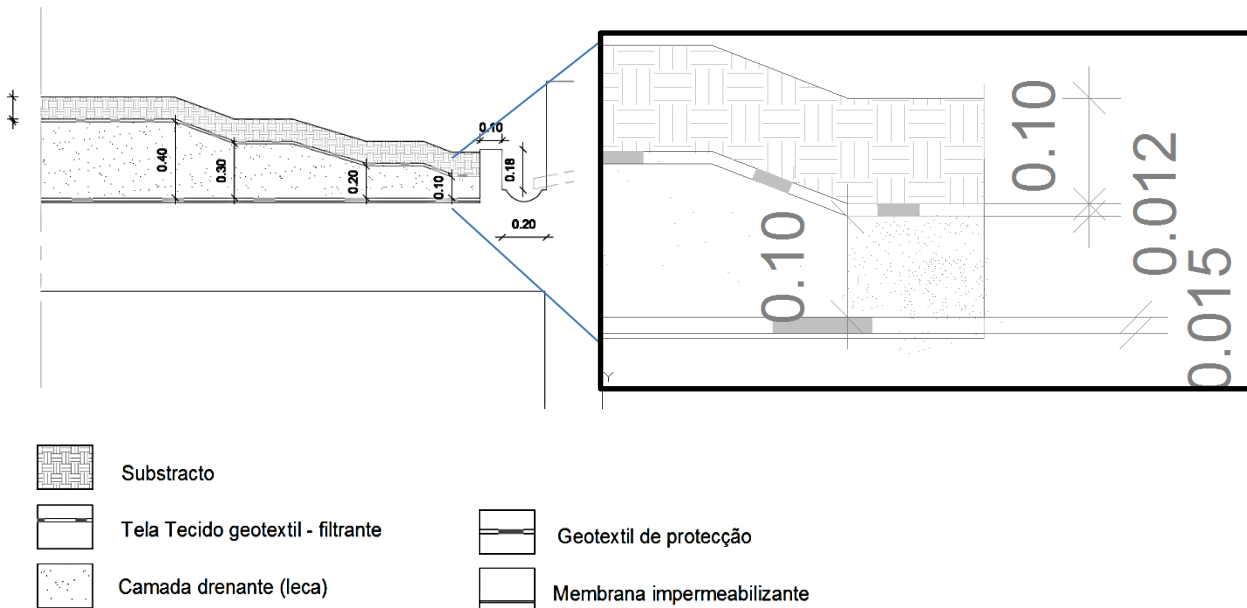 0.40
0.30
0.20
0.10
0.10
0.18
0.20
0.10
0.10
0.012
0.015
Y
Substracto
Tela Tecido geotextil - filtrante
Camada drenante (leca)
Geotextil de protecção
Membrana impermeabilizante